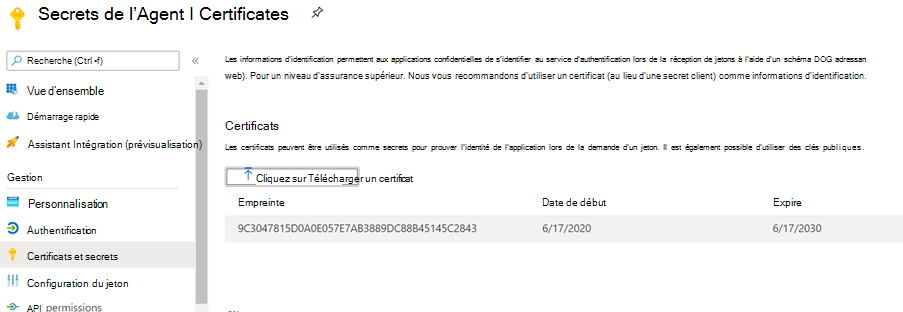 Secrets de l'Agent | Certificates
Recherche (Ctrl +f)
«
Vue d'ensemble
Démarrage rapide
Assistant Intégration (prévisualisation)
Gestion
Personnalisation
Authentification
Certificats et secrets
Configuration du jeton
API permissions
Les informations d'identification permettent aux applications confidentielles de s'identifier au service d'authentification lors de la réception de jetons à l'aide d'un schéma DOG adressan
web). Pour un niveau d'assurance supérieur. Nous vous recommandons d'utiliser un certificat (au lieu d'une secret client) comme informations d'identification.
Certificats
Les certificats peuvent être utilisés comme secrets pour prouver l'identité de l'application lors de la demande d'un jeton. Il est également possible d'utiliser des clés publiques.
Cliquez sur Télécharger un certificat
Empreinte Date de début Expire
9C3047815D0A0E057E7AB3889DC88B45145C2843 6/17/2020 6/17/2030